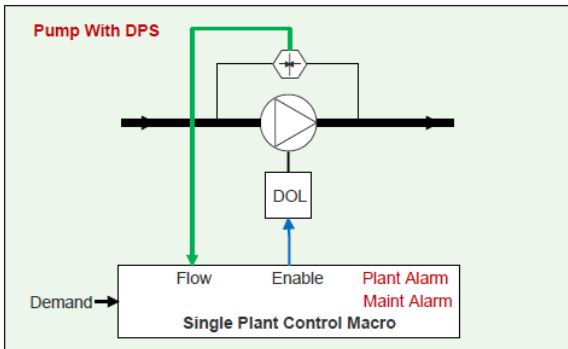 Pump With DPS
DOL
Flow Enable Plant Alarm
Demand Maint Alarm
Single Plant Control Macro